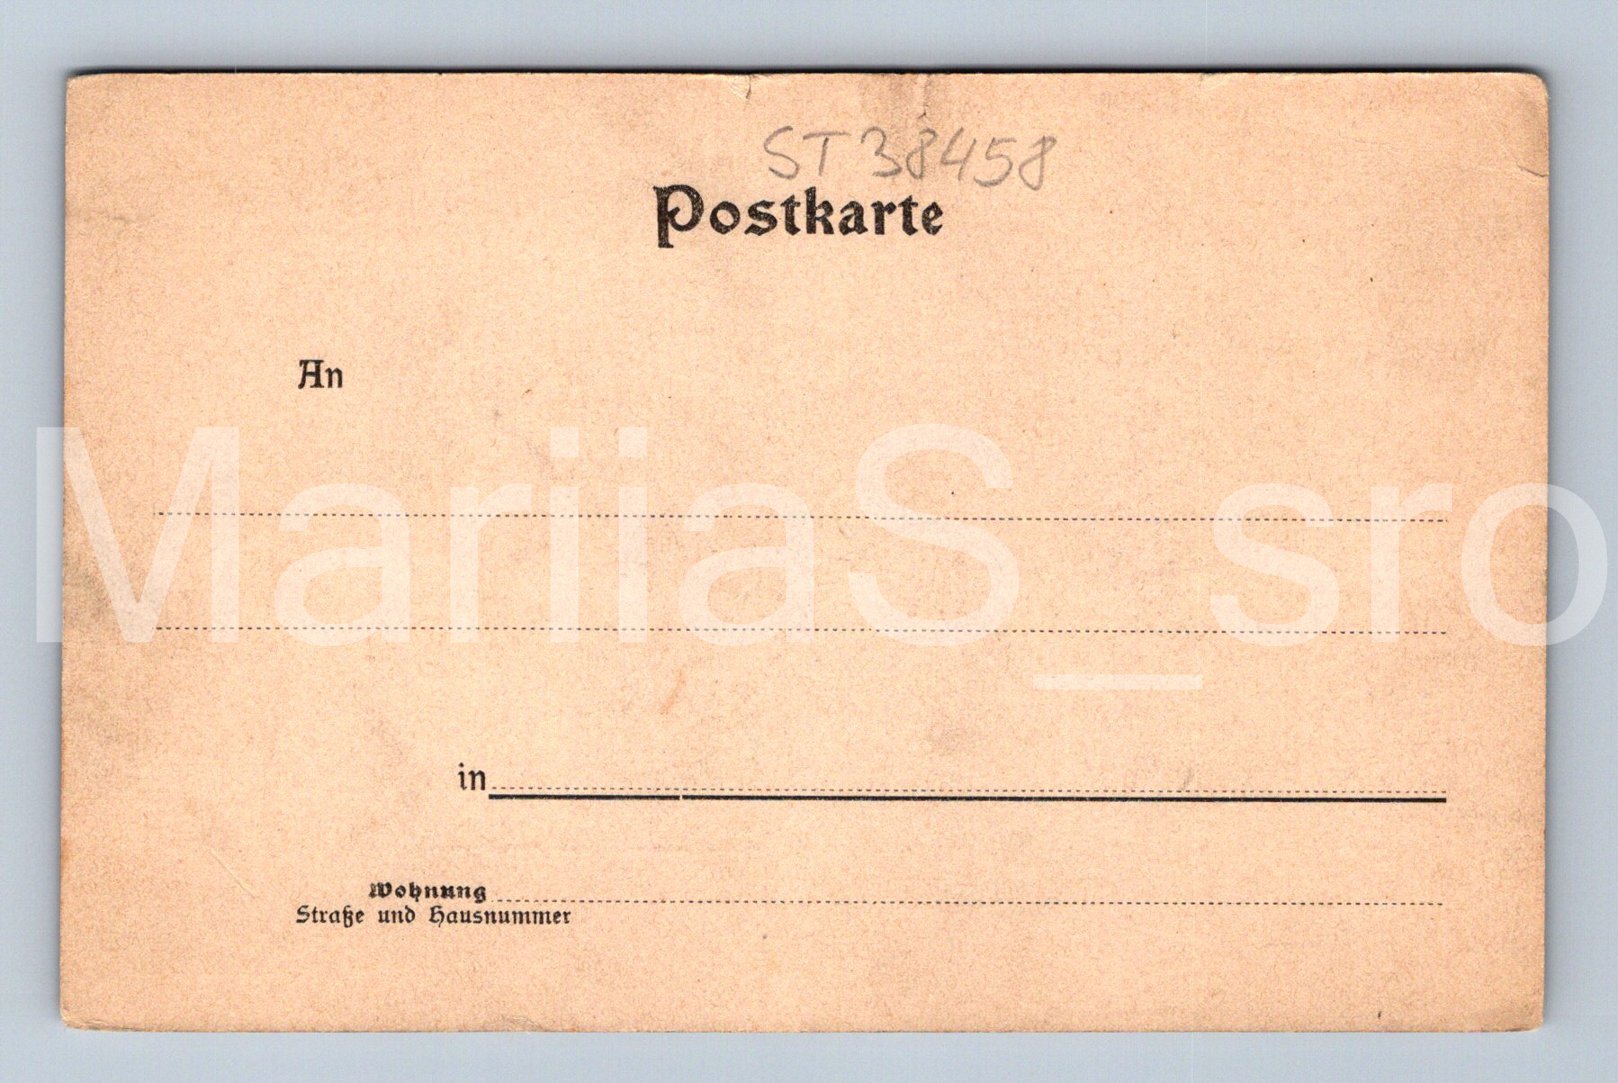 ST 38458
Postkarte
An
MariiaS_sro
in
Wohnung
Straße und Hausnummer